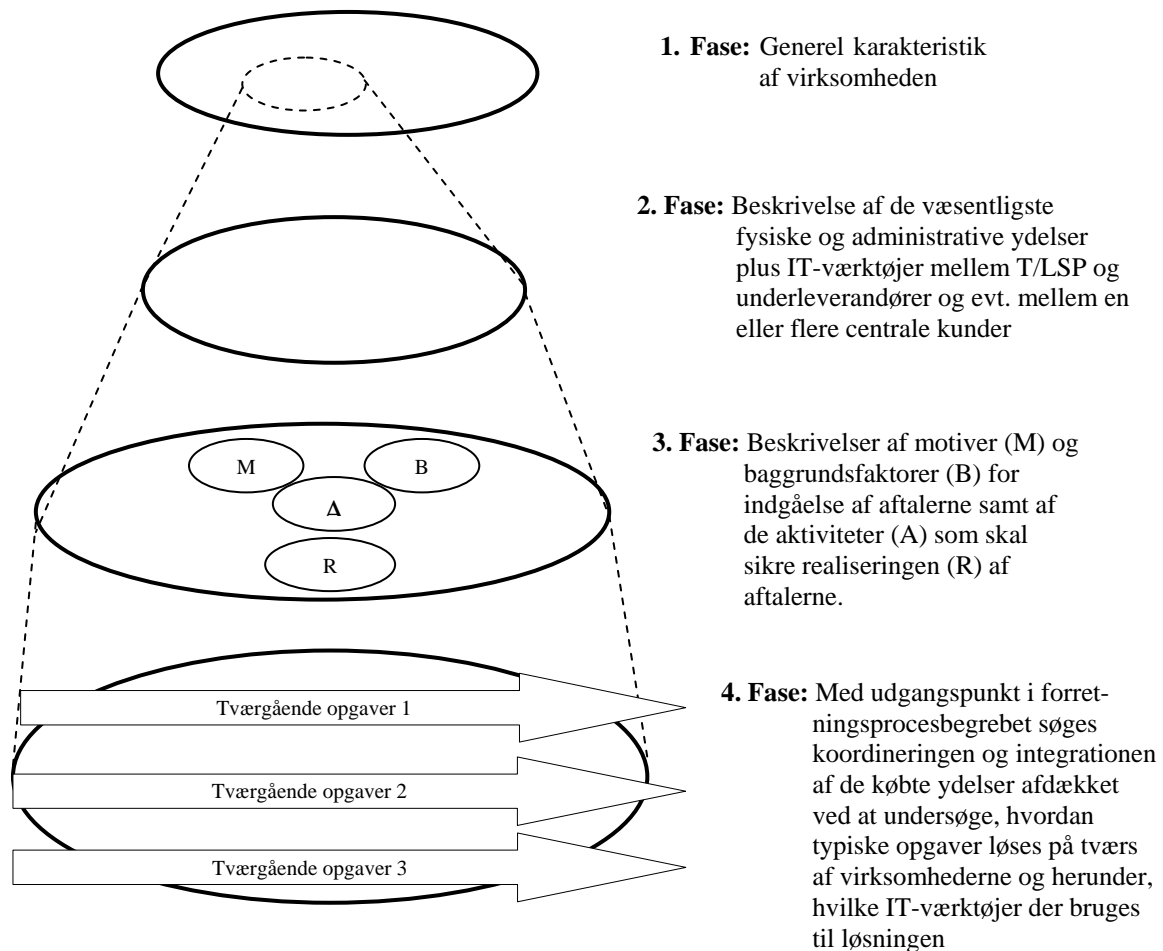 1. Fase: Generel karakteristik
af virksomheden
2. Fase: Beskrivelse af de væsentligste
fysiske og administrative ydelser
plus IT-værktøjer mellem T/LSP og
underleverandører og evt. mellem en
eller flere centrale kunder
M
B
Δ
R
3. Fase: Beskrivelser af motiver (M) og
baggrundsfaktorer (B) for
indgåelse af aftalerne samt af
de aktiviteter (A) som skal
sikre realiseringen (R) af
aftalerne.
Tværgående opgaver 1
Tværgående opgaver 2
Tværgående opgaver 3
4. Fase: Med udgangspunkt i forret-
ningsprocesbegrebet søges
koordineringen og integrationen
af de købte ydelser afdækket
ved at undersøge, hvordan
typiske opgaver løses på tværs
af virksomhederne og herunder,
hvilke IT-værktøjer der bruges
til løsningen